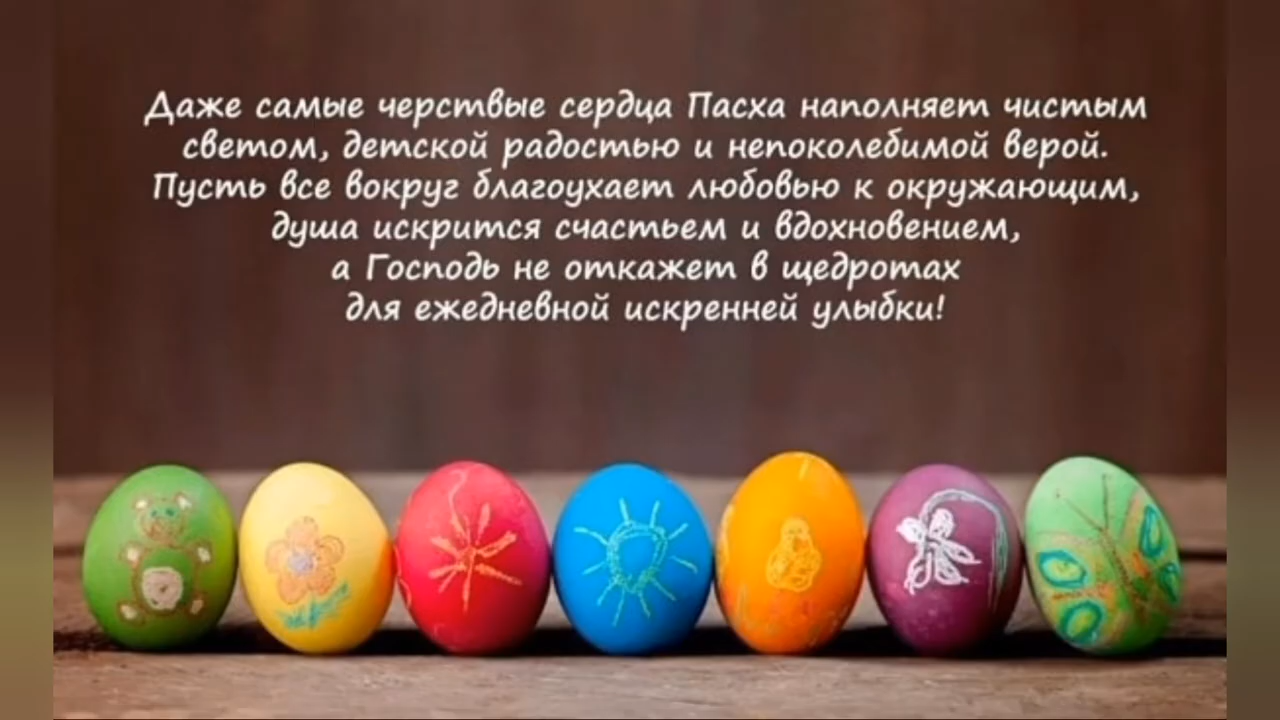 Даже самые черствые сердца Пасха наполняет чистым
светом, детской радостью и непоколебимой верой.
Пусть все вокруг благоухает любовью к окружающим,
душа искрится счастьем и вдохновением,
а Господь не откажет в щедротах
для ежедневной искренней улыбки!